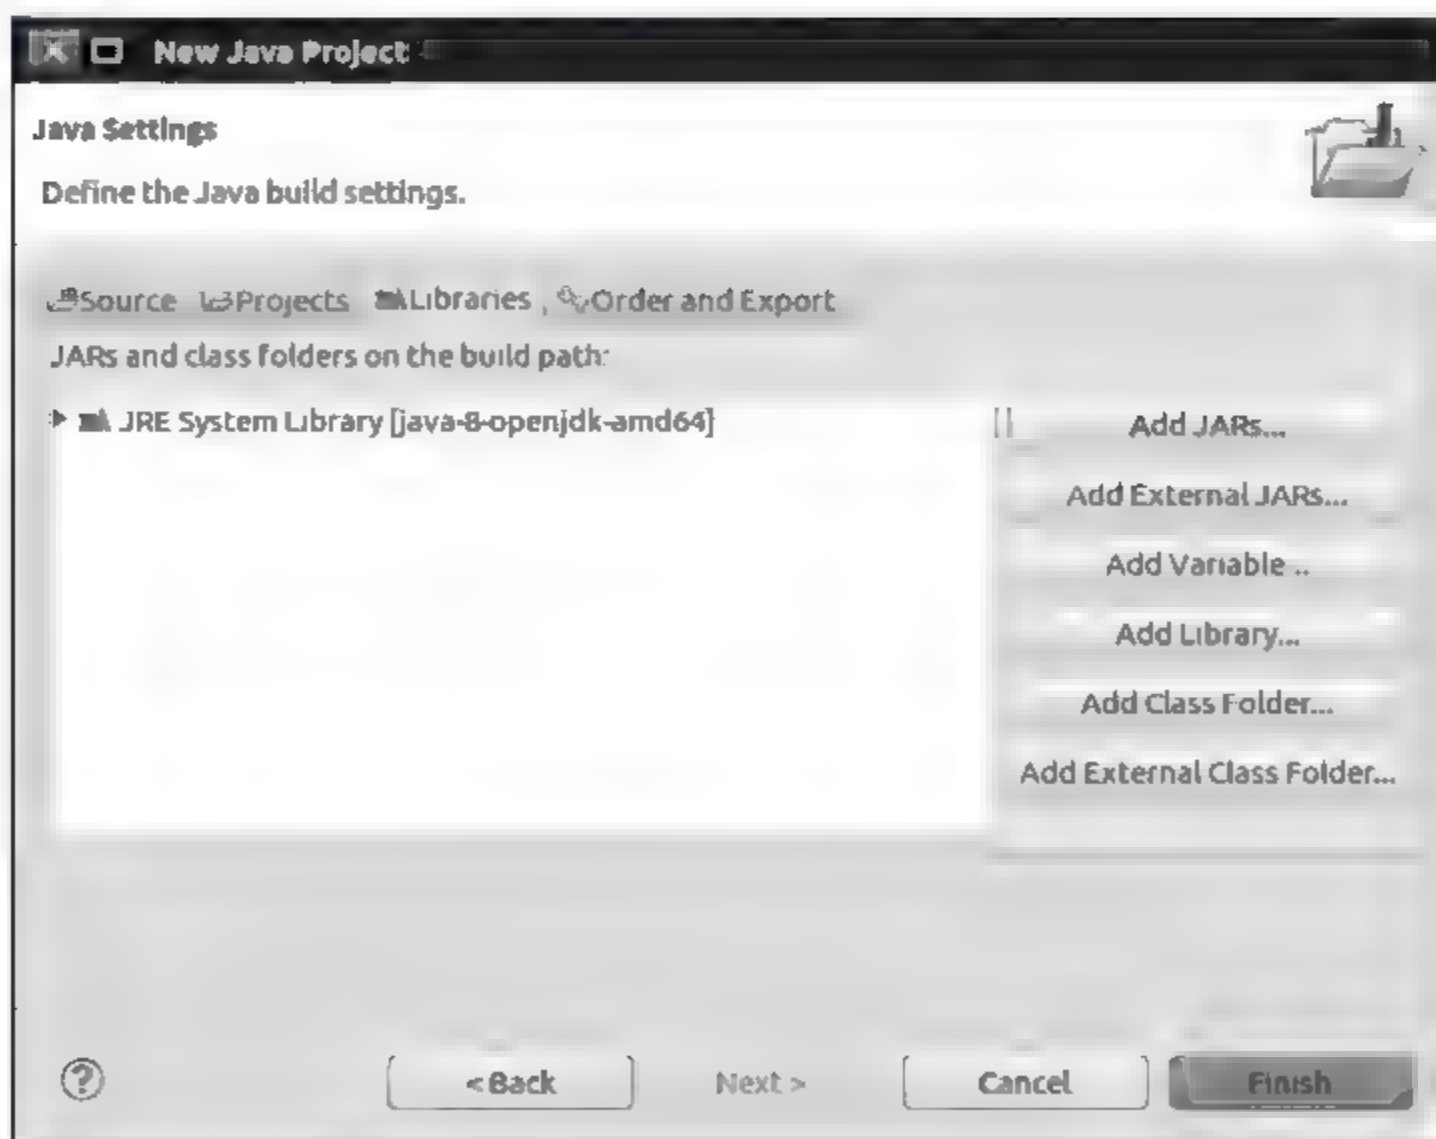 New Java Project
Java Settings
Define the Java build settings.
Source Projects Libraries Order and Export
JARs and class folders on the build path:
JRE System Library [java-8-openjdk-amd64]
Add JARs...
Add External JARs...
Add Variable...
Add Library...
Add Class Folder...
Add External Class Folder...
?
< Back Next > Cancel Finish